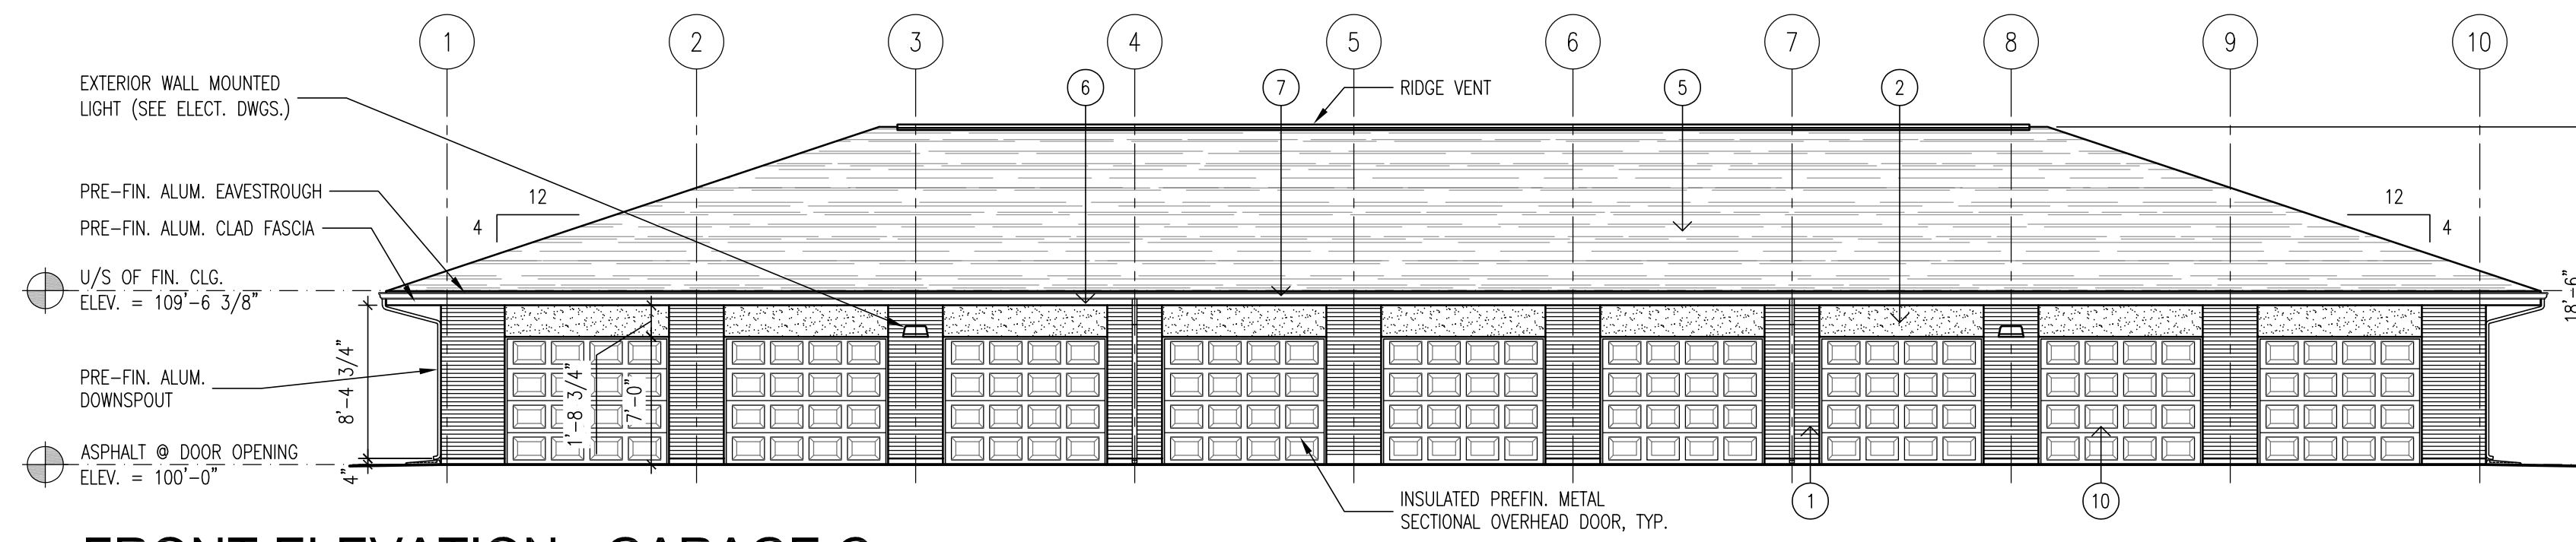 1 2 3 4 5 6 7 8 9 10
EXTERIOR WALL MOUNTED
LIGHT (SEE ELECT. DWGS.)
6 7 RIDGE VENT 5 2
PRE-FIN. ALUM. EAVESTROUGH
12
12
4
4
PRE-FIN. ALUM. CLAD FASCIA
U/S OF FIN. CLG.
ELEV. = 109'-6 3/8"
18'-6"
PRE-FIN. ALUM.
DOWNSPOUT
8'-4 3/4"
1'-8 3/4"
7'-0"
ASPHALT @ DOOR OPENING
ELEV. = 100'-0"
4"
INSULATED PREFIN. METAL
SECTIONAL OVERHEAD DOOR, TYP.
1 10
FRONT ELEVATION - GARAGE